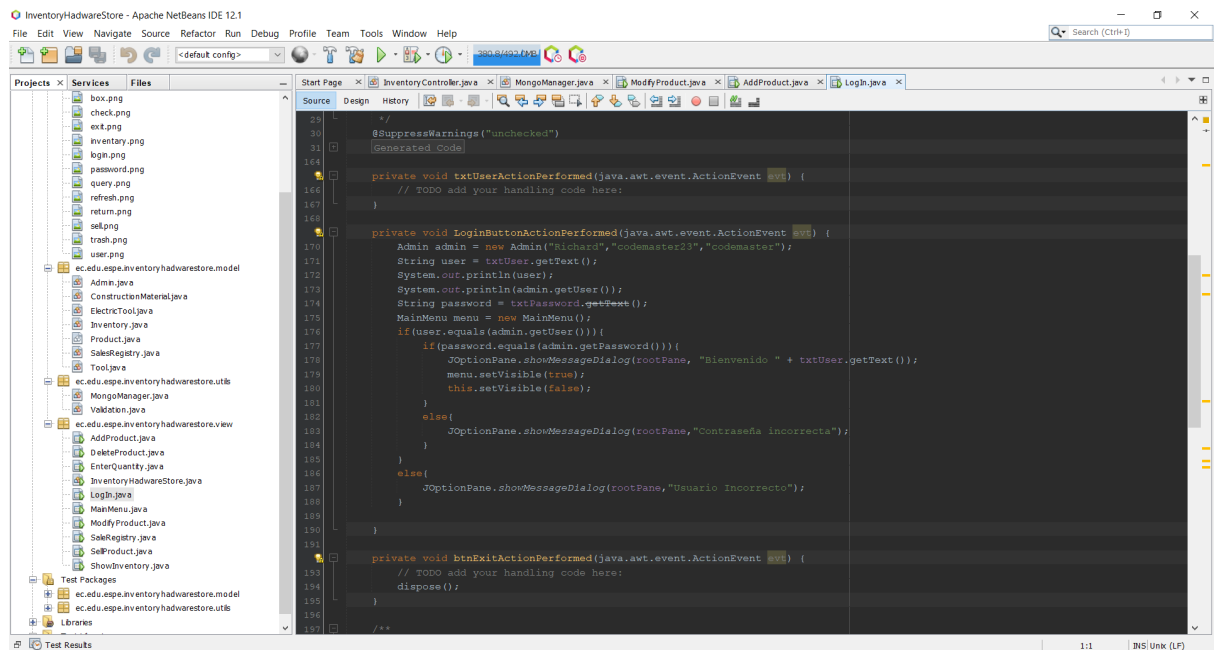 InventoryHadwareStore - Apache NetBeans IDE 12.1
File Edit View Navigate Source Refactor Run Debug Profile Team Tools Window Help
Search (Ctrl+I)
<default config>
380.8/492.0MB
Projects Services Files
Start Page InventoryController.java MongoManager.java ModifyProduct.java AddProduct.java LogIn.java
Source Design History
box.png
check.png
exit.png
inventary.png
login.png
password.png
query.png
refresh.png
return.png
sell.png
trash.png
user.png
ec.edu.espe.inventoryhadwarestore.model
Admin.java
ConstructionMaterial.java
ElectricTool.java
Inventory.java
Product.java
SalesRegistry.java
Tool.java
ec.edu.espe.inventoryhadwarestore.utils
MongoManager.java
Validation.java
ec.edu.espe.inventoryhadwarestore.view
AddProduct.java
DeleteProduct.java
EnterQuantity.java
InventoryHadwareStore.java
LogIn.java
MainMenu.java
ModifyProduct.java
SaleRegistry.java
SellProduct.java
ShowInventory.java
Test Packages
ec.edu.espe.inventoryhadwarestore.model
ec.edu.espe.inventoryhadwarestore.utils
Libraries
29 */
30 @SuppressWarnings("unchecked")
31 Generated Code
164
private void txtUserActionPerformed(java.awt.event.ActionEvent evt) {
166 // TODO add your handling code here:
167 }
168
private void LoginButtonActionPerformed(java.awt.event.ActionEvent evt) {
170 Admin admin = new Admin("Richard","codemaster23","codemaster");
171 String user = txtUser.getText();
172 System.out.println(user);
173 System.out.println(admin.getUser());
174 String password = txtPassword.getText();
175 MainMenu menu = new MainMenu();
176 if(user.equals(admin.getUser())){
177 if(password.equals(admin.getPassword())){
178 JOptionPane.showMessageDialog(rootPane, "Bienvenido " + txtUser.getText());
179 menu.setVisible(true);
180 this.setVisible(false);
181 }
182 else{
183 JOptionPane.showMessageDialog(rootPane,"Contraseña incorrecta");
184 }
185 }
186 else{
187 JOptionPane.showMessageDialog(rootPane,"Usuario Incorrecto");
188 }
189
190 }
191
private void btnExitActionPerformed(java.awt.event.ActionEvent evt) {
193 // TODO add your handling code here:
194 dispose();
195 }
196
197 /**
Test Results
1:1 INS Unix (LF)